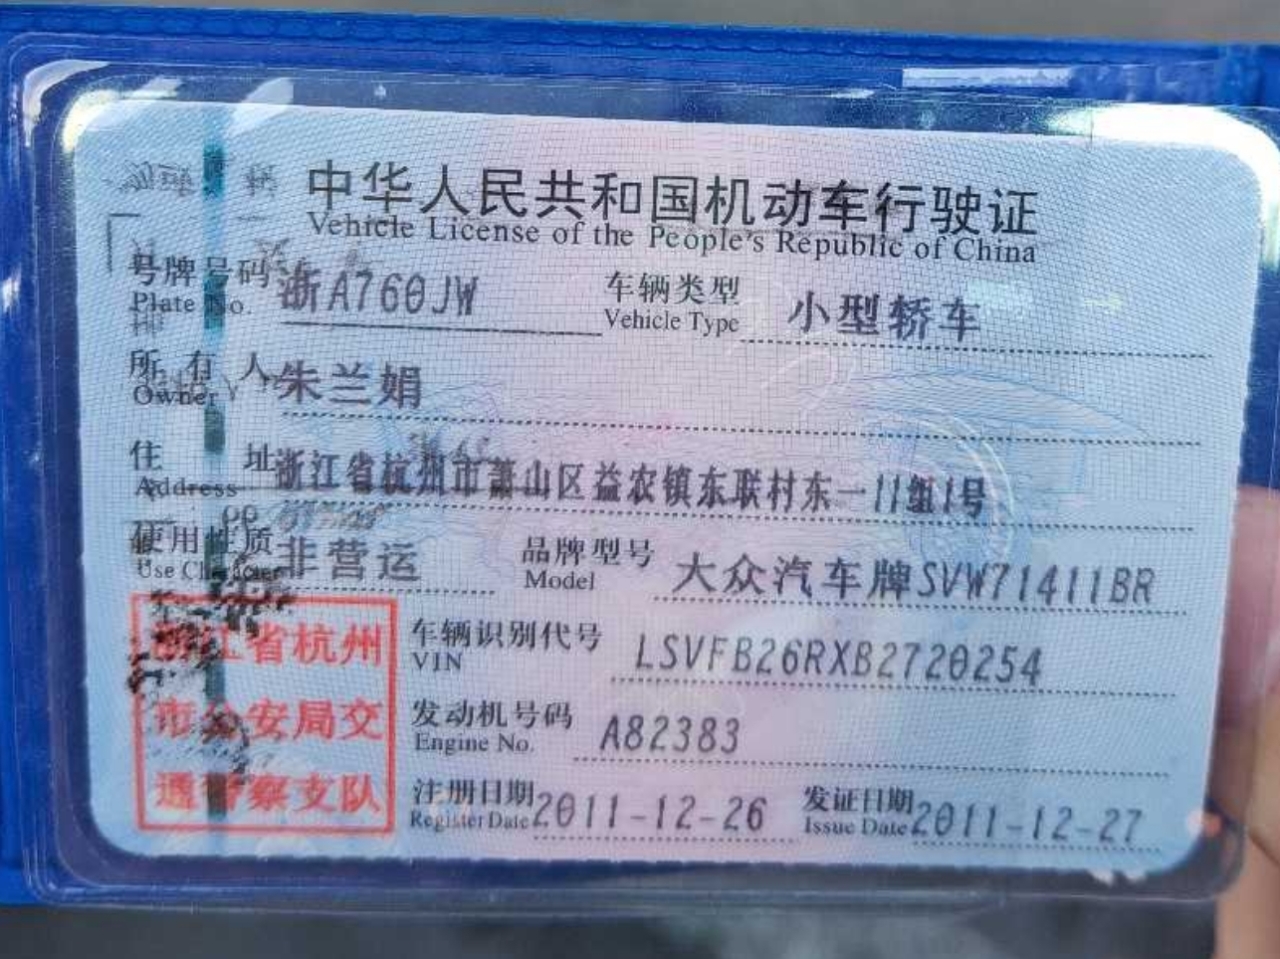 中华人民共和国机动车行驶证
Vehicle License of the People's Republic of China
号牌号码 浙A760JW 车辆类型 小型轿车
Plate No. Vehicle Type
所有人 朱兰娟
Owner
住址 浙江省杭州市萧山区益农镇东联村东一11组1号
Address
使用性质 非营运 品牌型号 大众汽车牌SVW71411BR
Use Character Model
浙江省杭州
市公安局交
通警察支队
车辆识别代号 LSVFB26RXB2720254
VIN
发动机号码 A82383
Engine No.
注册日期 2011-12-26 发证日期 2011-12-27
Register Date Issue Date